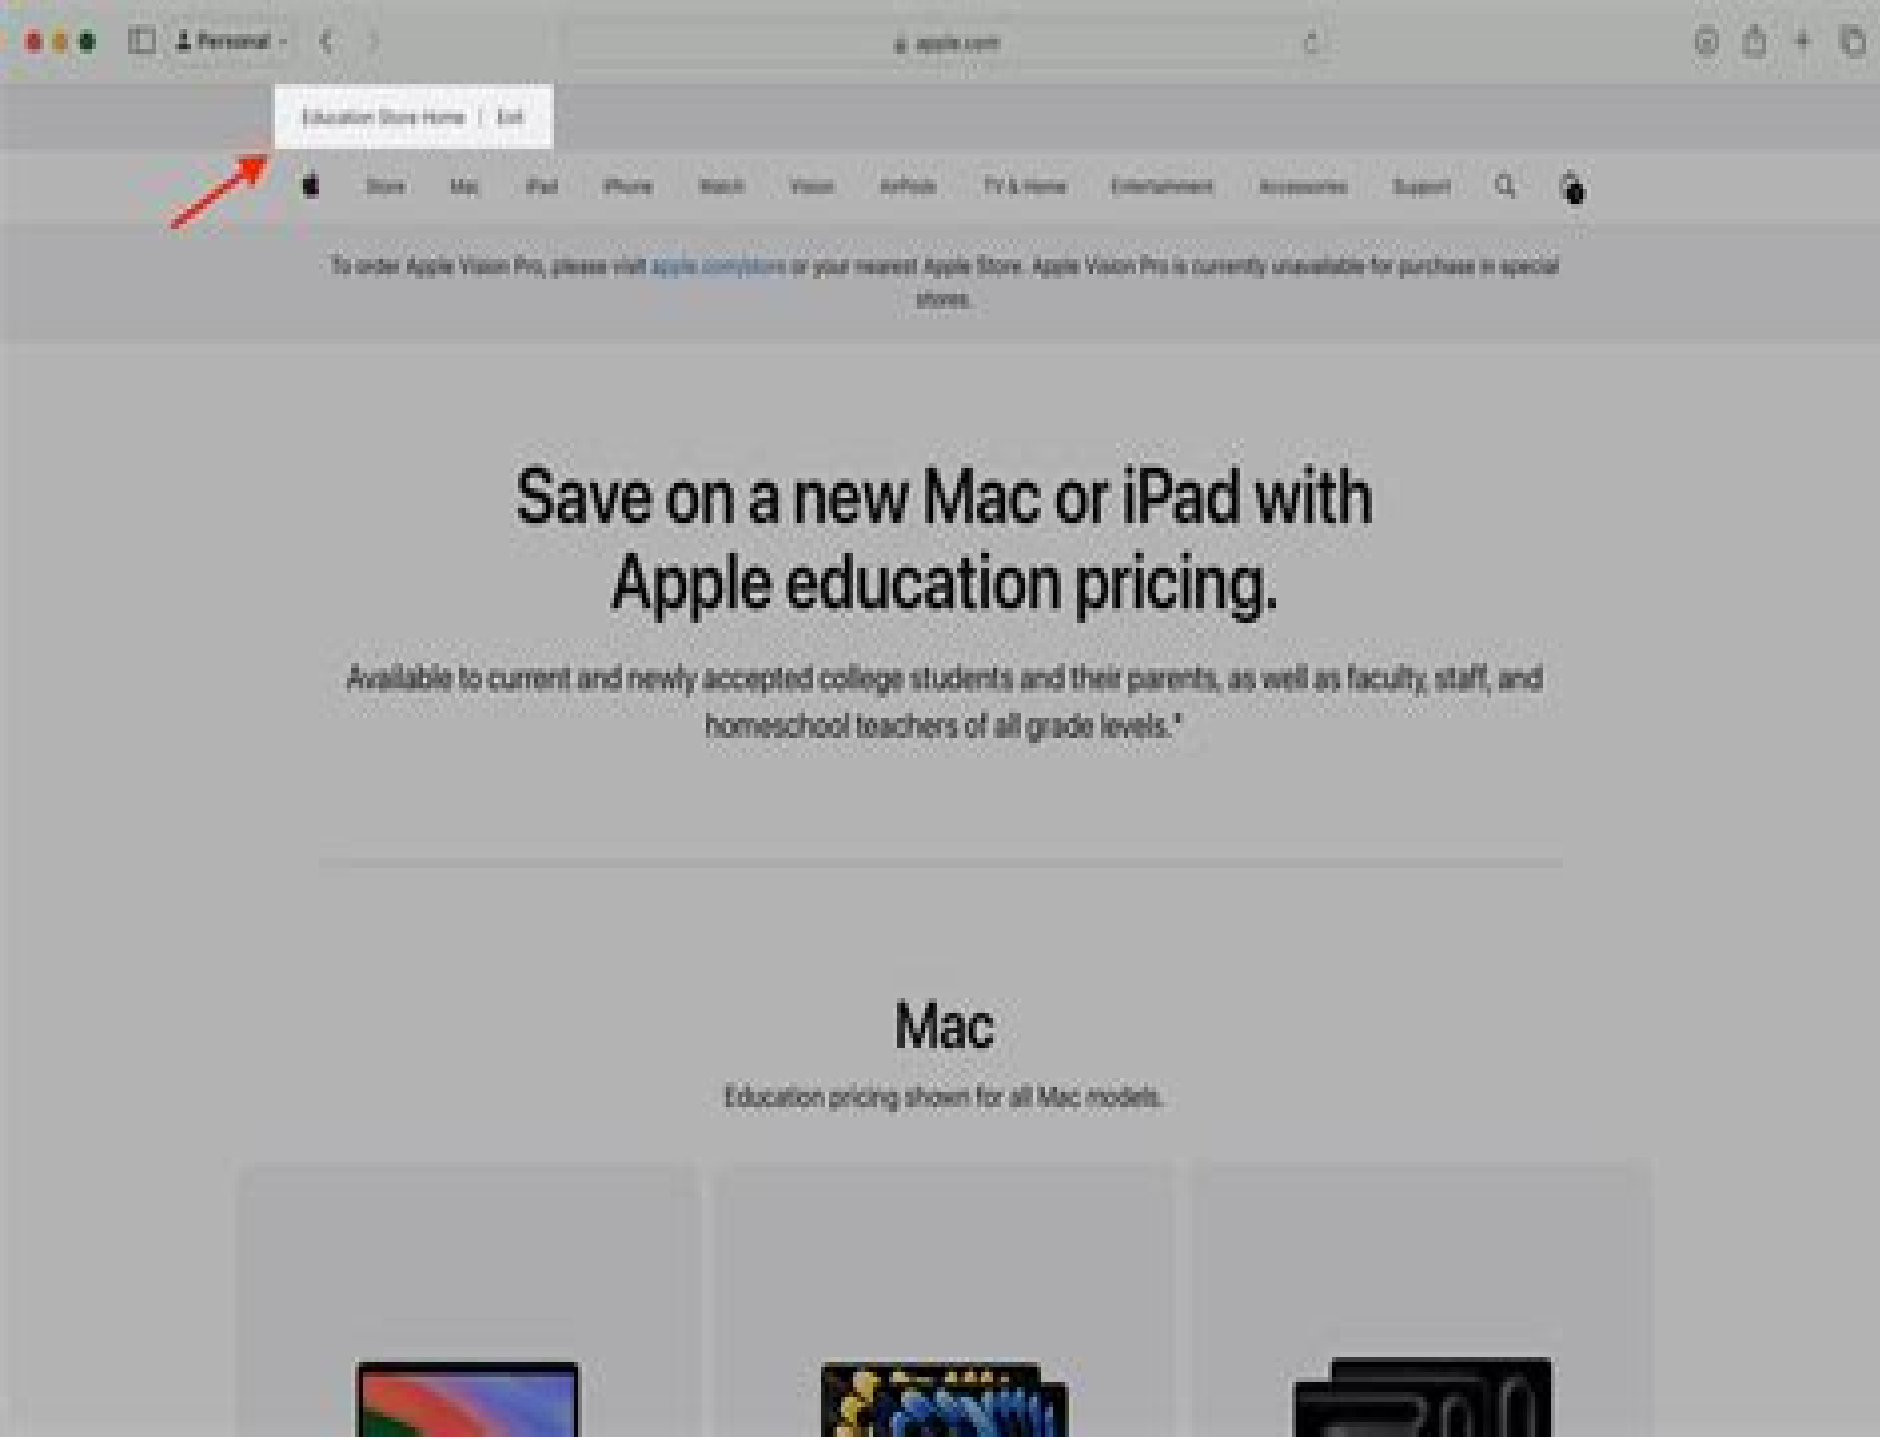 Personal
apple.com
Education Store Home | Exit
Store Mac iPad iPhone Watch Vision AirPods TV & Home Entertainment Accessories Support
To order Apple Vision Pro, please visit apple.com/store or your nearest Apple Store. Apple Vision Pro is currently unavailable for purchase in special
stores.
Save on a new Mac or iPad with
Apple education pricing.
Available to current and newly accepted college students and their parents, as well as faculty, staff, and
homeschool teachers of all grade levels.*
Mac
Education pricing shown for all Mac models.